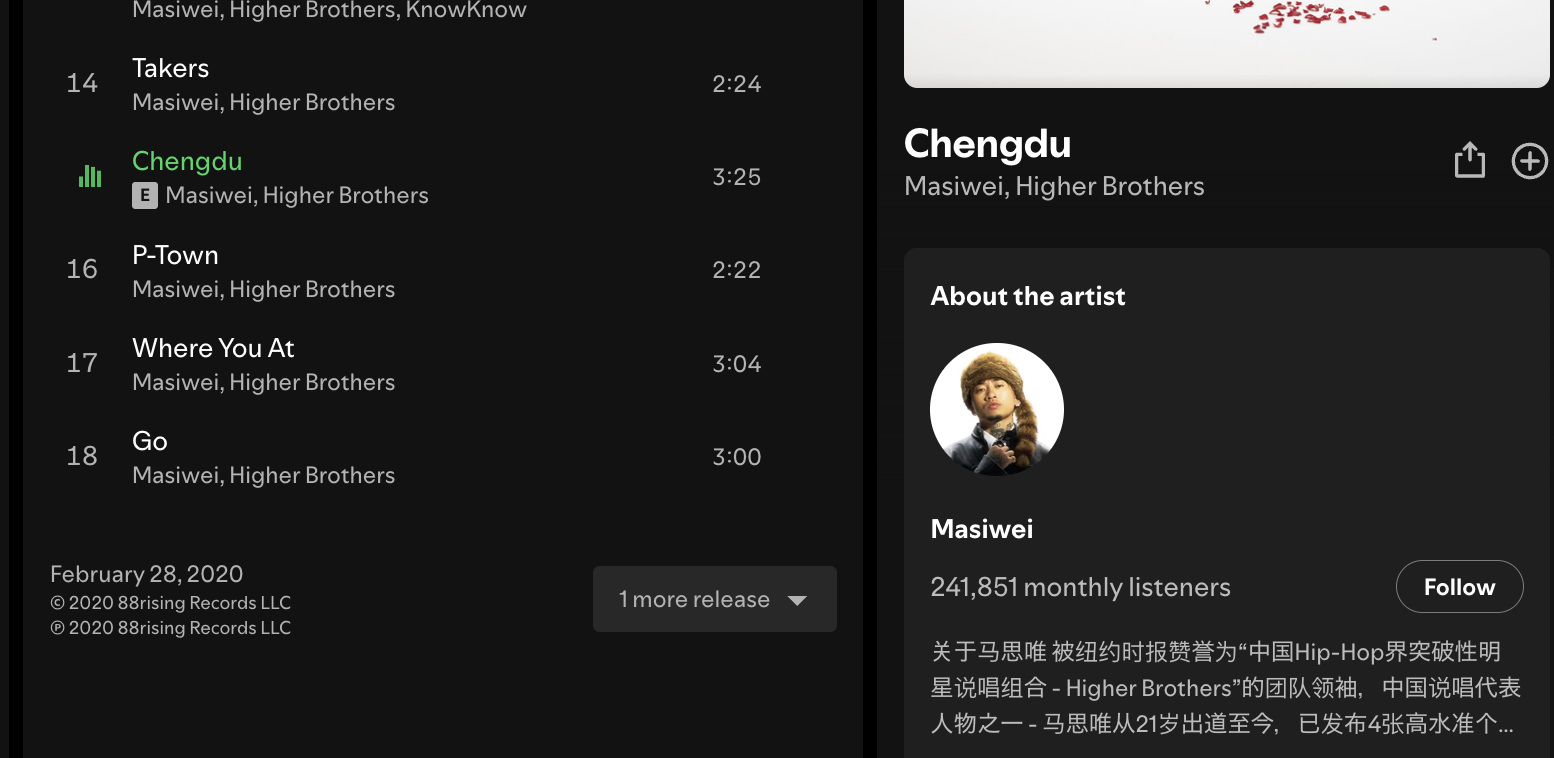 Masiwei, Higher Brothers, KnowKnow
14
Takers
2:24
Masiwei, Higher Brothers
Chengdu
3:25
E Masiwei, Higher Brothers
16
P-Town
2:22
Masiwei, Higher Brothers
17
Where You At
3:04
Masiwei, Higher Brothers
18
Go
3:00
Masiwei, Higher Brothers
February 28, 2020
© 2020 88rising Records LLC
℗ 2020 88rising Records LLC
1 more release
Chengdu
Masiwei, Higher Brothers
About the artist
Masiwei
241,851 monthly listeners
Follow
关于马思唯 被纽约时报赞誉为“中国Hip-Hop界突破性明
星说唱组合 - Higher Brothers”的团队领袖，中国说唱代表
人物之一 - 马思唯从21岁出道至今，已发布4张高水准个...